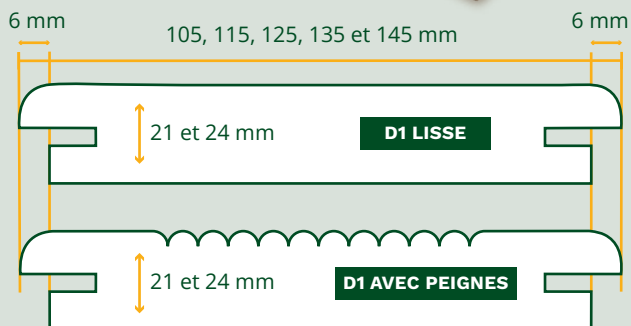 6 mm
105, 115, 125, 135 et 145 mm
6 mm
21 et 24 mm
D1 LISSE
21 et 24 mm
D1 AVEC PEIGNES